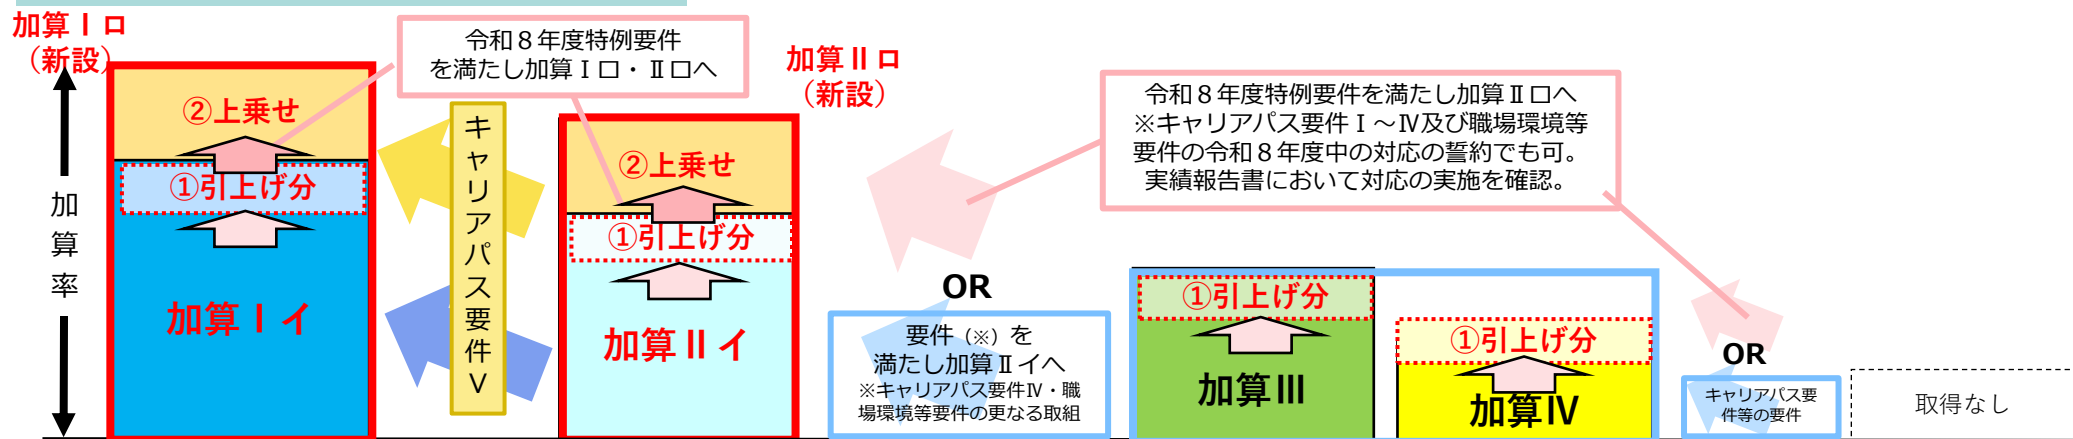 加算Ⅰロ
（新設）
加算率
②上乗せ
①引上げ分
加算Ⅰイ
令和８年度特例要件
を満たし加算Ⅰロ・Ⅱロへ
キャリアパス要件Ⅴ
加算Ⅱロ
（新設）
②上乗せ
①引上げ分
加算Ⅱイ
OR
要件（※）を
満たし加算Ⅱイへ
※キャリアパス要件Ⅳ・職
場環境等要件の更なる取組
令和８年度特例要件を満たし加算Ⅱロへ
※キャリアパス要件Ⅰ～Ⅳ及び職場環境等
要件の令和８年度中の対応の誓約でも可。
実績報告書において対応の実施を確認。
①引上げ分
加算Ⅲ
①引上げ分
加算Ⅳ
OR
キャリアパス要
件等の要件
取得なし